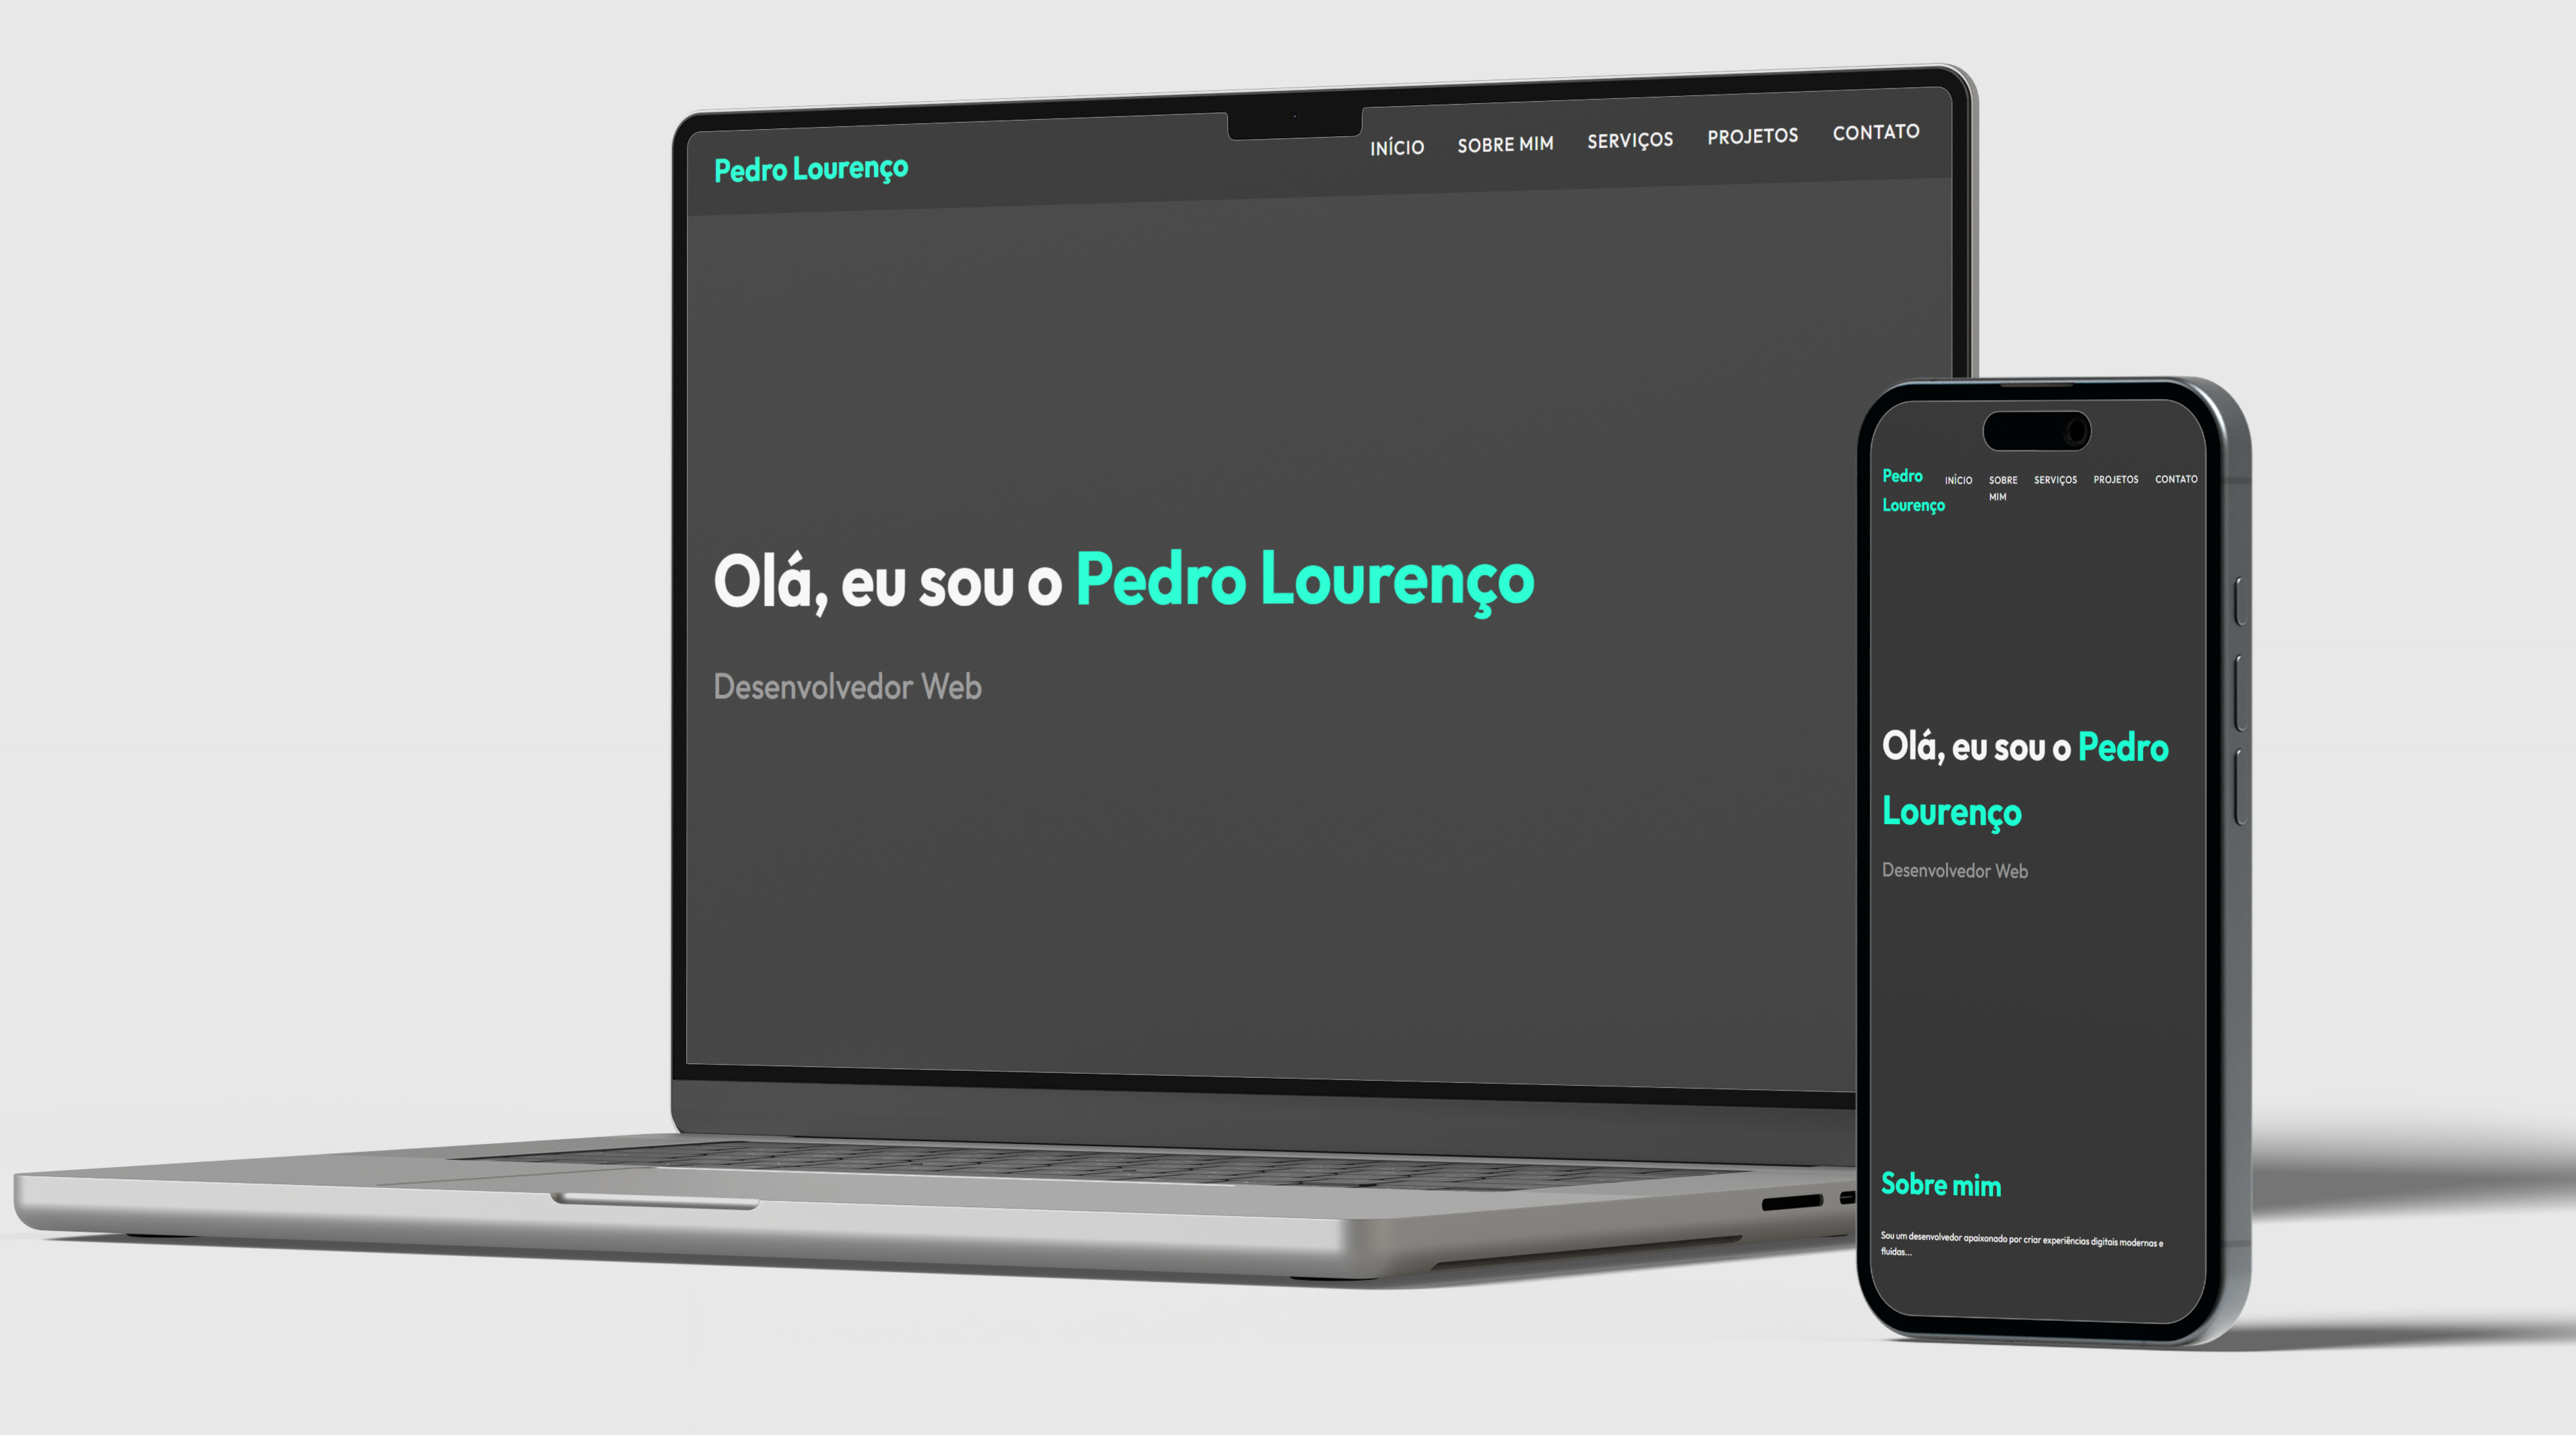 Pedro Lourenço
INÍCIO SOBRE MIM SERVIÇOS PROJETOS CONTATO
Olá, eu sou o Pedro Lourenço
Desenvolvedor Web
Pedro
Lourenço
INÍCIO SOBRE SERVIÇOS PROJETOS CONTATO
MIM
Olá, eu sou o Pedro
Lourenço
Desenvolvedor Web
Sobre mim
Sou um desenvolvedor apaixonado por criar experiências digitais modernas e
fluidas...